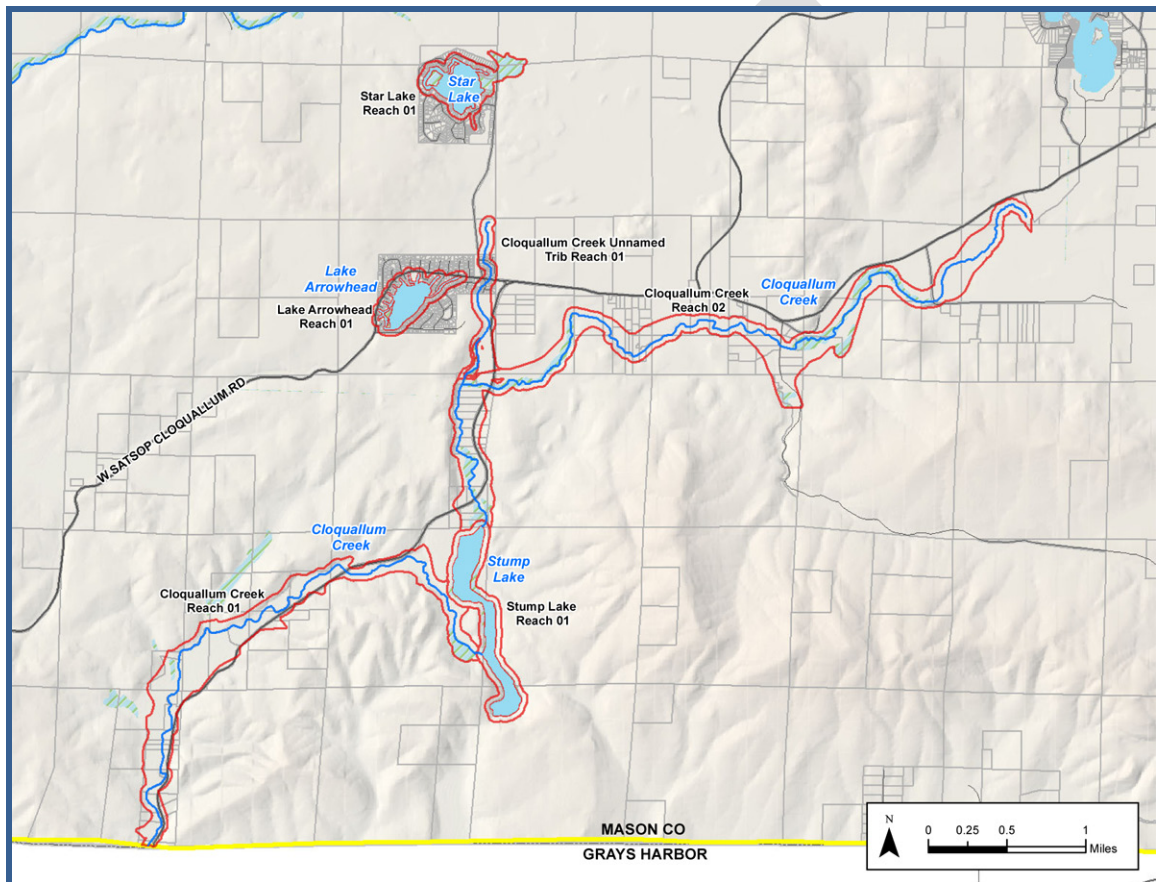 Star
Lake
Star Lake
Reach 01
Cloquallum Creek Unnamed
Trib Reach 01
Lake
Arrowhead
Lake Arrowhead
Reach 01
Cloquallum
Creek
Cloquallum Creek
Reach 02
W SATSOP CLOQUALLUM RD
Cloquallum
Creek
Stump
Lake
Cloquallum Creek
Reach 01
Stump Lake
Reach 01
MASON CO
GRAYS HARBOR
N
0 0.25 0.5 1
Miles